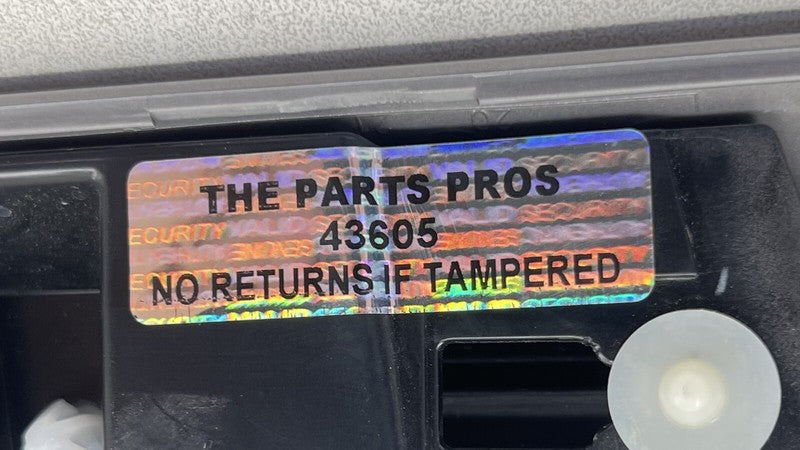 THE PARTS PROS
43605
NO RETURNS IF TAMPERED